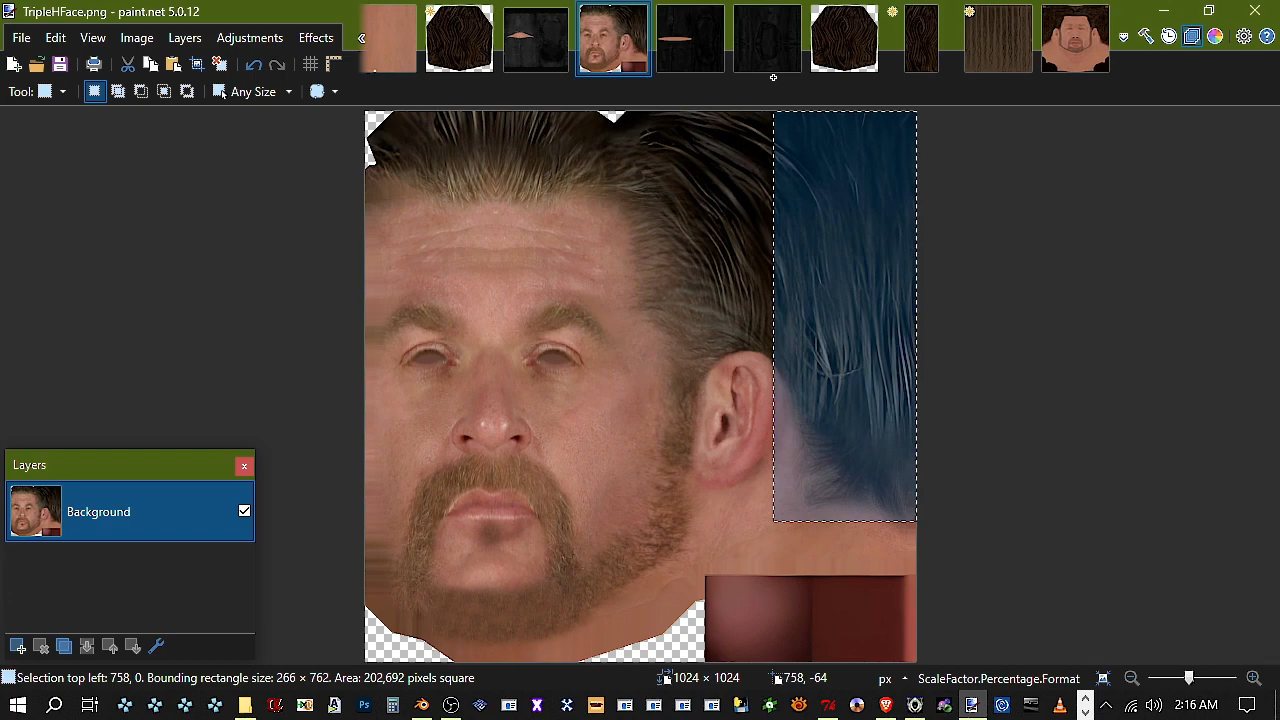 TripleHFace.png - paint.net 5.0.12
File Edit View Image Layers Adjustments Effects
Tool: Any Size
Layers
Background
Selection top left: 758, 0. Bounding rectangle size: 266 × 762. Area: 202,692 pixels square
1024 × 1024
758, -64
px
ScaleFactor.Percentage.Format
Ps
2:16 AM